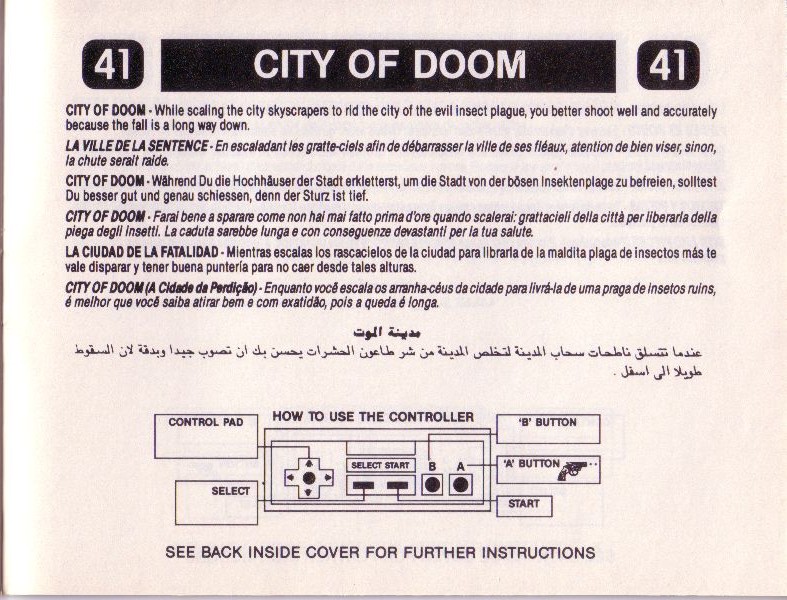 41 CITY OF DOOM 41
CITY OF DOOM - While scaling the city skyscrapers to rid the city of the evil insect plague, you better shoot well and accurately
because the fall is a long way down.
LA VILLE DE LA SENTENCE - En escaladant les gratte-ciels afin de débarrasser la ville de ses fléaux, atention de bien viser, sinon,
la chute serait raide.
CITY OF DOOM - Während Du die Hochhäuser der Stadt erkletterst, um die Stadt von der bösen Insektenplage zu befreien, solltest
Du besser gut und genau schiessen, denn der Sturz ist tief.
CITY OF DOOM - Farai bene a sparare come non hai mai fatto prima d'ore quando scalerai: grattacieli della città per liberarla della
piega degli Insetti. La caduta sarebbe lunga e con conseguenze devastanti per la tua salute.
LA CIUDAD DE LA FATALIDAD - Mientras escalas los rascacielos de la ciudad para librarla de la maldita plaga de insectos más te
vale disparar y tener buena puntería para no caer desde tales alturas.
CITY OF DOOM (A Cidade da Perdição) - Enquanto você escala os arranha-céus da cidade para livrá-la de uma praga de insetos ruins,
é melhor que você saiba atirar bem e com exatidão, pois a queda é longa.
مدينة الموت
عندما تتسلق ناطحات سحاب المدينة لتخلص المدينة من شر طاعون الحشرات يحسن بك ان تصوب جيدا وبدقة لان السقوط
طويلا الى اسفل .
HOW TO USE THE CONTROLLER
CONTROL PAD
'B' BUTTON
SELECT START B A
'A' BUTTON
SELECT
START
SEE BACK INSIDE COVER FOR FURTHER INSTRUCTIONS